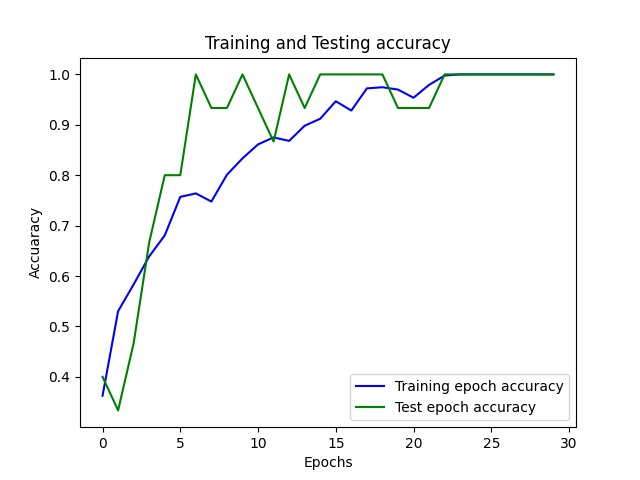 Training and Testing accuracy
1.0
0.9
0.8
0.7
0.6
0.5
0.4
Accuaracy
Training epoch accuracy
Test epoch accuracy
0 5 10 15 20 25 30
Epochs